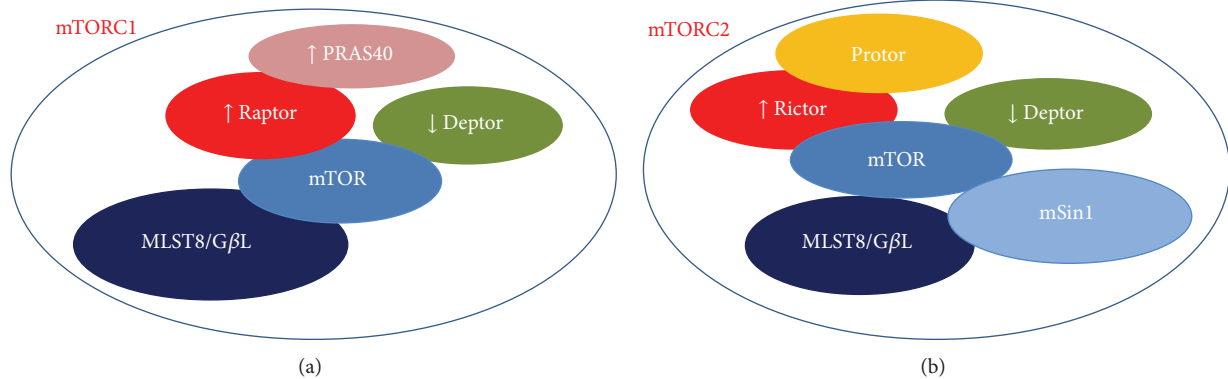 mTORC1
↑ PRAS40
↑ Raptor
↓ Deptor
mTOR
MLST8/GβL
(a)
mTORC2
Protor
↑ Rictor
↓ Deptor
mTOR
mSin1
MLST8/GβL
(b)